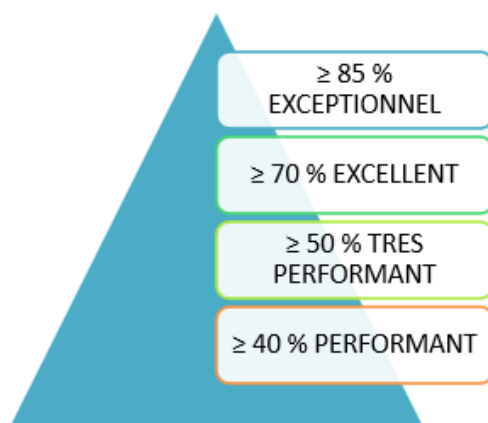 ≥ 85 %
EXCEPTIONNEL
≥ 70 % EXCELLENT
≥ 50 % TRES
PERFORMANT
≥ 40 % PERFORMANT